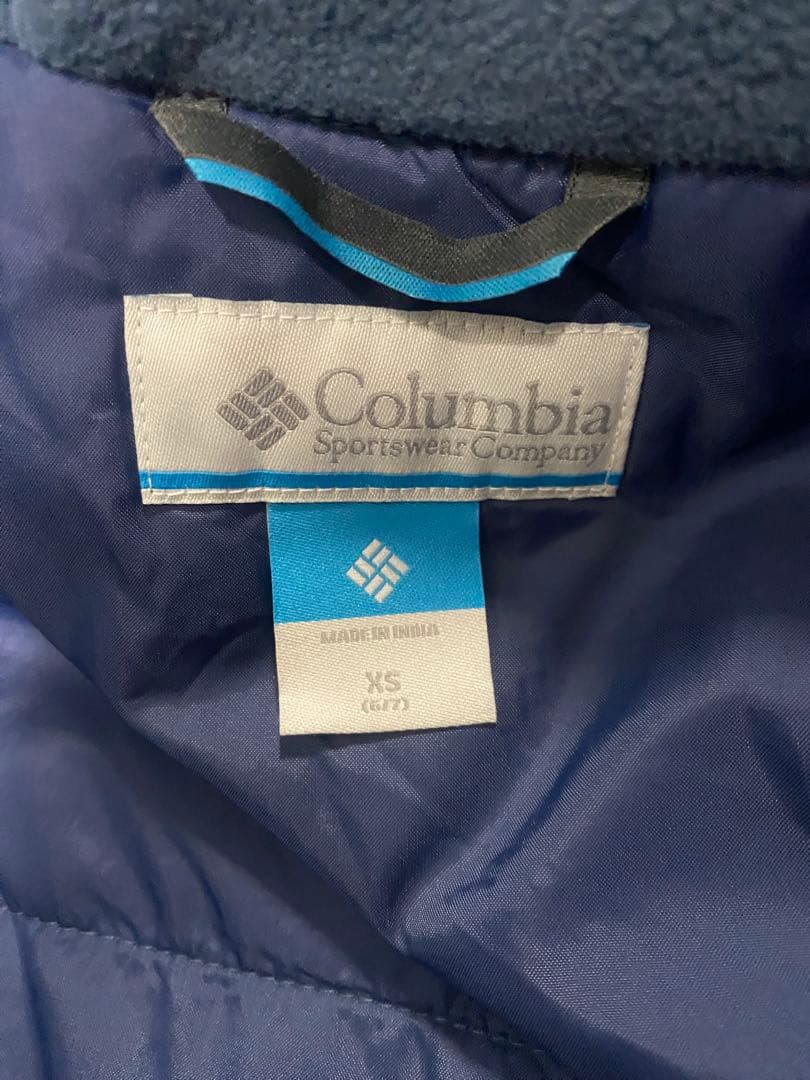 Columbia
Sportswear Company
MADE IN INDIA
XS
(6/7)